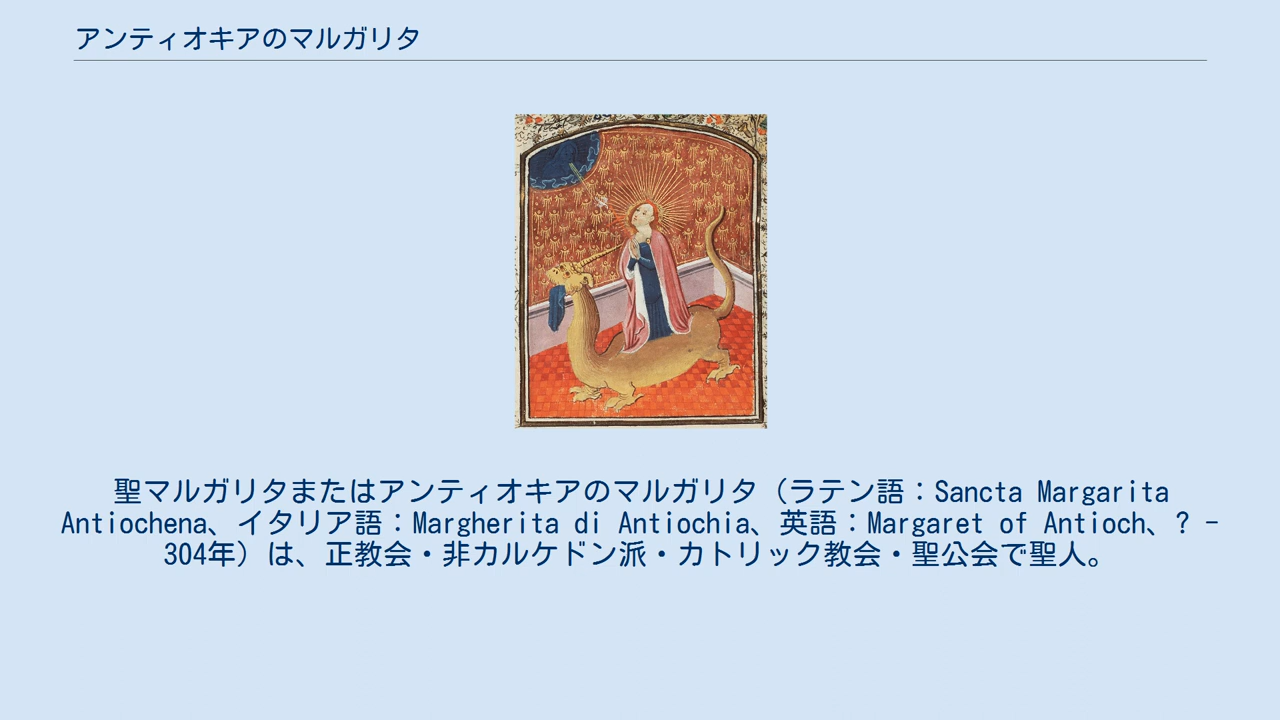 アンティオキアのマルガリタ
聖マルガリタまたはアンティオキアのマルガリタ（ラテン語：Sancta Margarita
Antiochena、イタリア語：Margherita di Antiochia、英語：Margaret of Antioch、? –
304年）は、正教会・非カルケドン派・カトリック教会・聖公会で聖人。